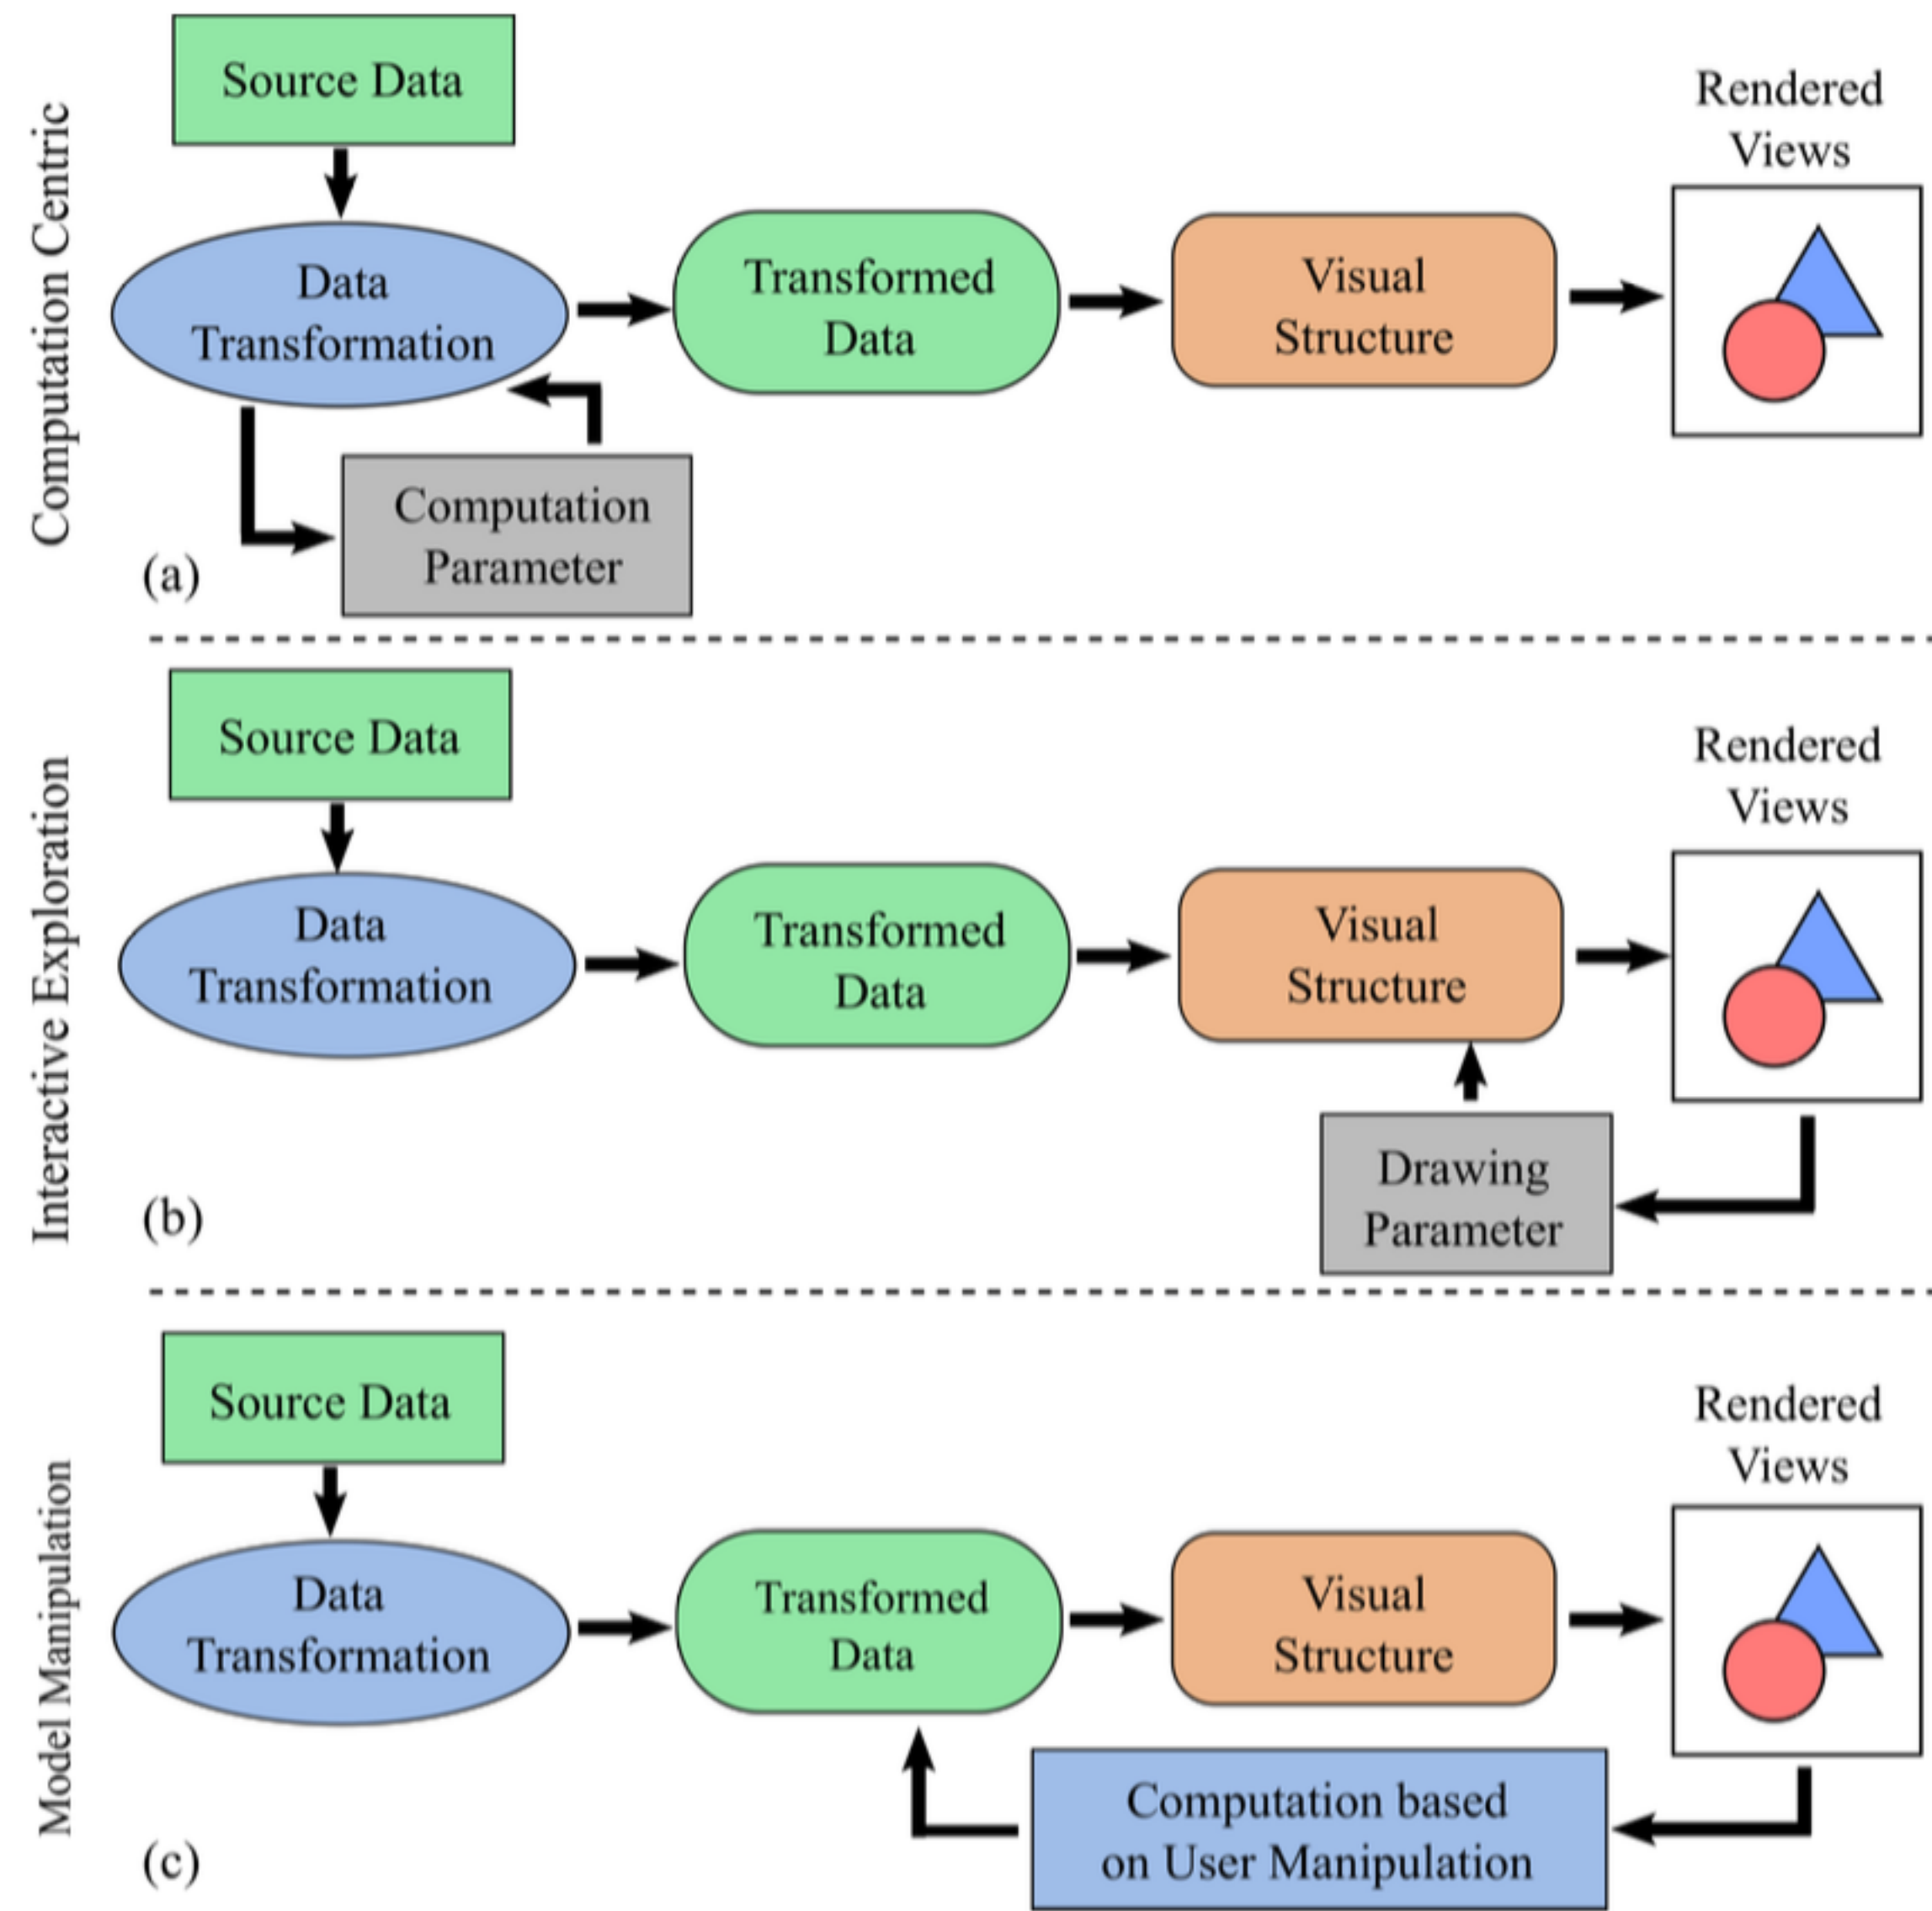 Computation Centric
Source Data
Data
Transformation
Transformed
Data
Visual
Structure
Rendered
Views
Computation
Parameter
(a)
Interactive Exploration
Source Data
Data
Transformation
Transformed
Data
Visual
Structure
Rendered
Views
Drawing
Parameter
(b)
Model Manipulation
Source Data
Data
Transformation
Transformed
Data
Visual
Structure
Rendered
Views
Computation based
on User Manipulation
(c)